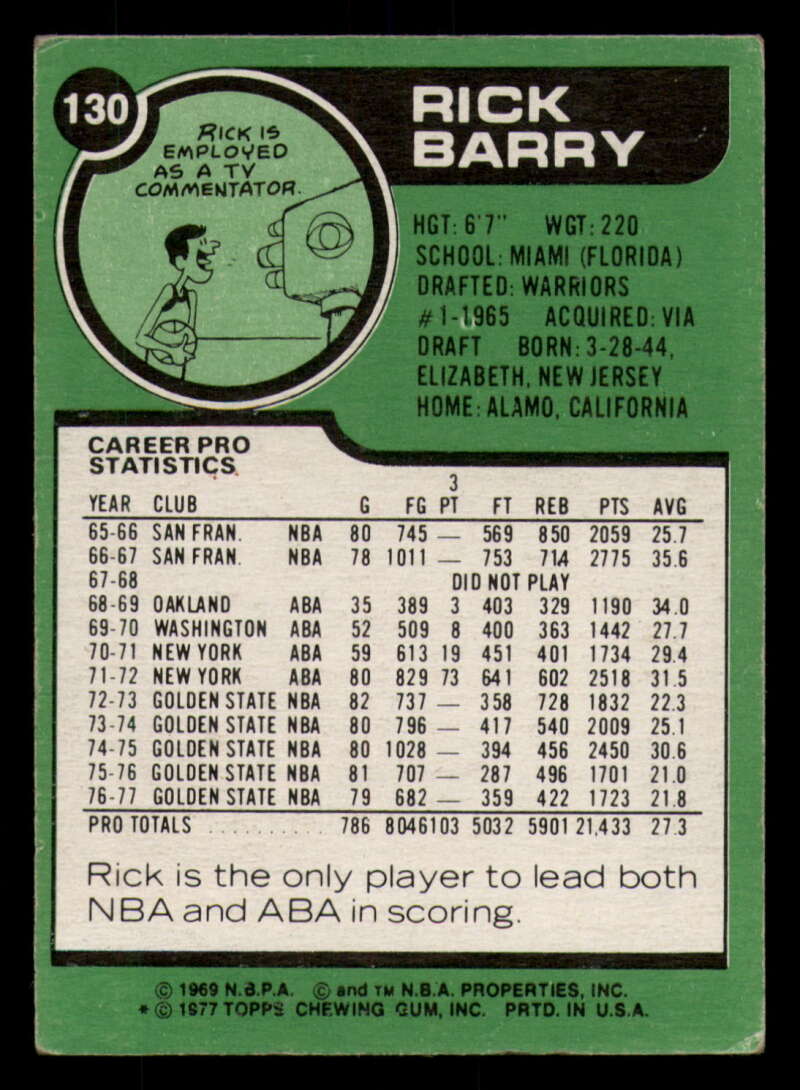 130
RICK IS
EMPLOYED
AS A TV
COMMENTATOR.
RICK
BARRY
HGT: 6'7" WGT: 220
SCHOOL: MIAMI (FLORIDA)
DRAFTED: WARRIORS
#1-1965 ACQUIRED: VIA
DRAFT BORN: 3-28-44,
ELIZABETH, NEW JERSEY
HOME: ALAMO, CALIFORNIA
CAREER PRO
STATISTICS
3
YEAR CLUB G FG PT FT REB PTS AVG
65-66 SAN FRAN. NBA 80 745 — 569 850 2059 25.7
66-67 SAN FRAN. NBA 78 1011 — 753 714 2775 35.6
67-68 DID NOT PLAY
68-69 OAKLAND ABA 35 389 3 403 329 1190 34.0
69-70 WASHINGTON ABA 52 509 8 400 363 1442 27.7
70-71 NEW YORK ABA 59 613 19 451 401 1734 29.4
71-72 NEW YORK ABA 80 829 73 641 602 2518 31.5
72-73 GOLDEN STATE NBA 82 737 — 358 728 1832 22.3
73-74 GOLDEN STATE NBA 80 796 — 417 540 2009 25.1
74-75 GOLDEN STATE NBA 80 1028 — 394 456 2450 30.6
75-76 GOLDEN STATE NBA 81 707 — 287 496 1701 21.0
76-77 GOLDEN STATE NBA 79 682 — 359 422 1723 21.8
PRO TOTALS .......... 786 8046 103 5032 5901 21,433 27.3
Rick is the only player to lead both
NBA and ABA in scoring.
© 1969 N.B.P.A. © and TM N.B.A. PROPERTIES, INC.
* © 1977 TOPPS CHEWING GUM, INC. PRTD. IN U.S.A.